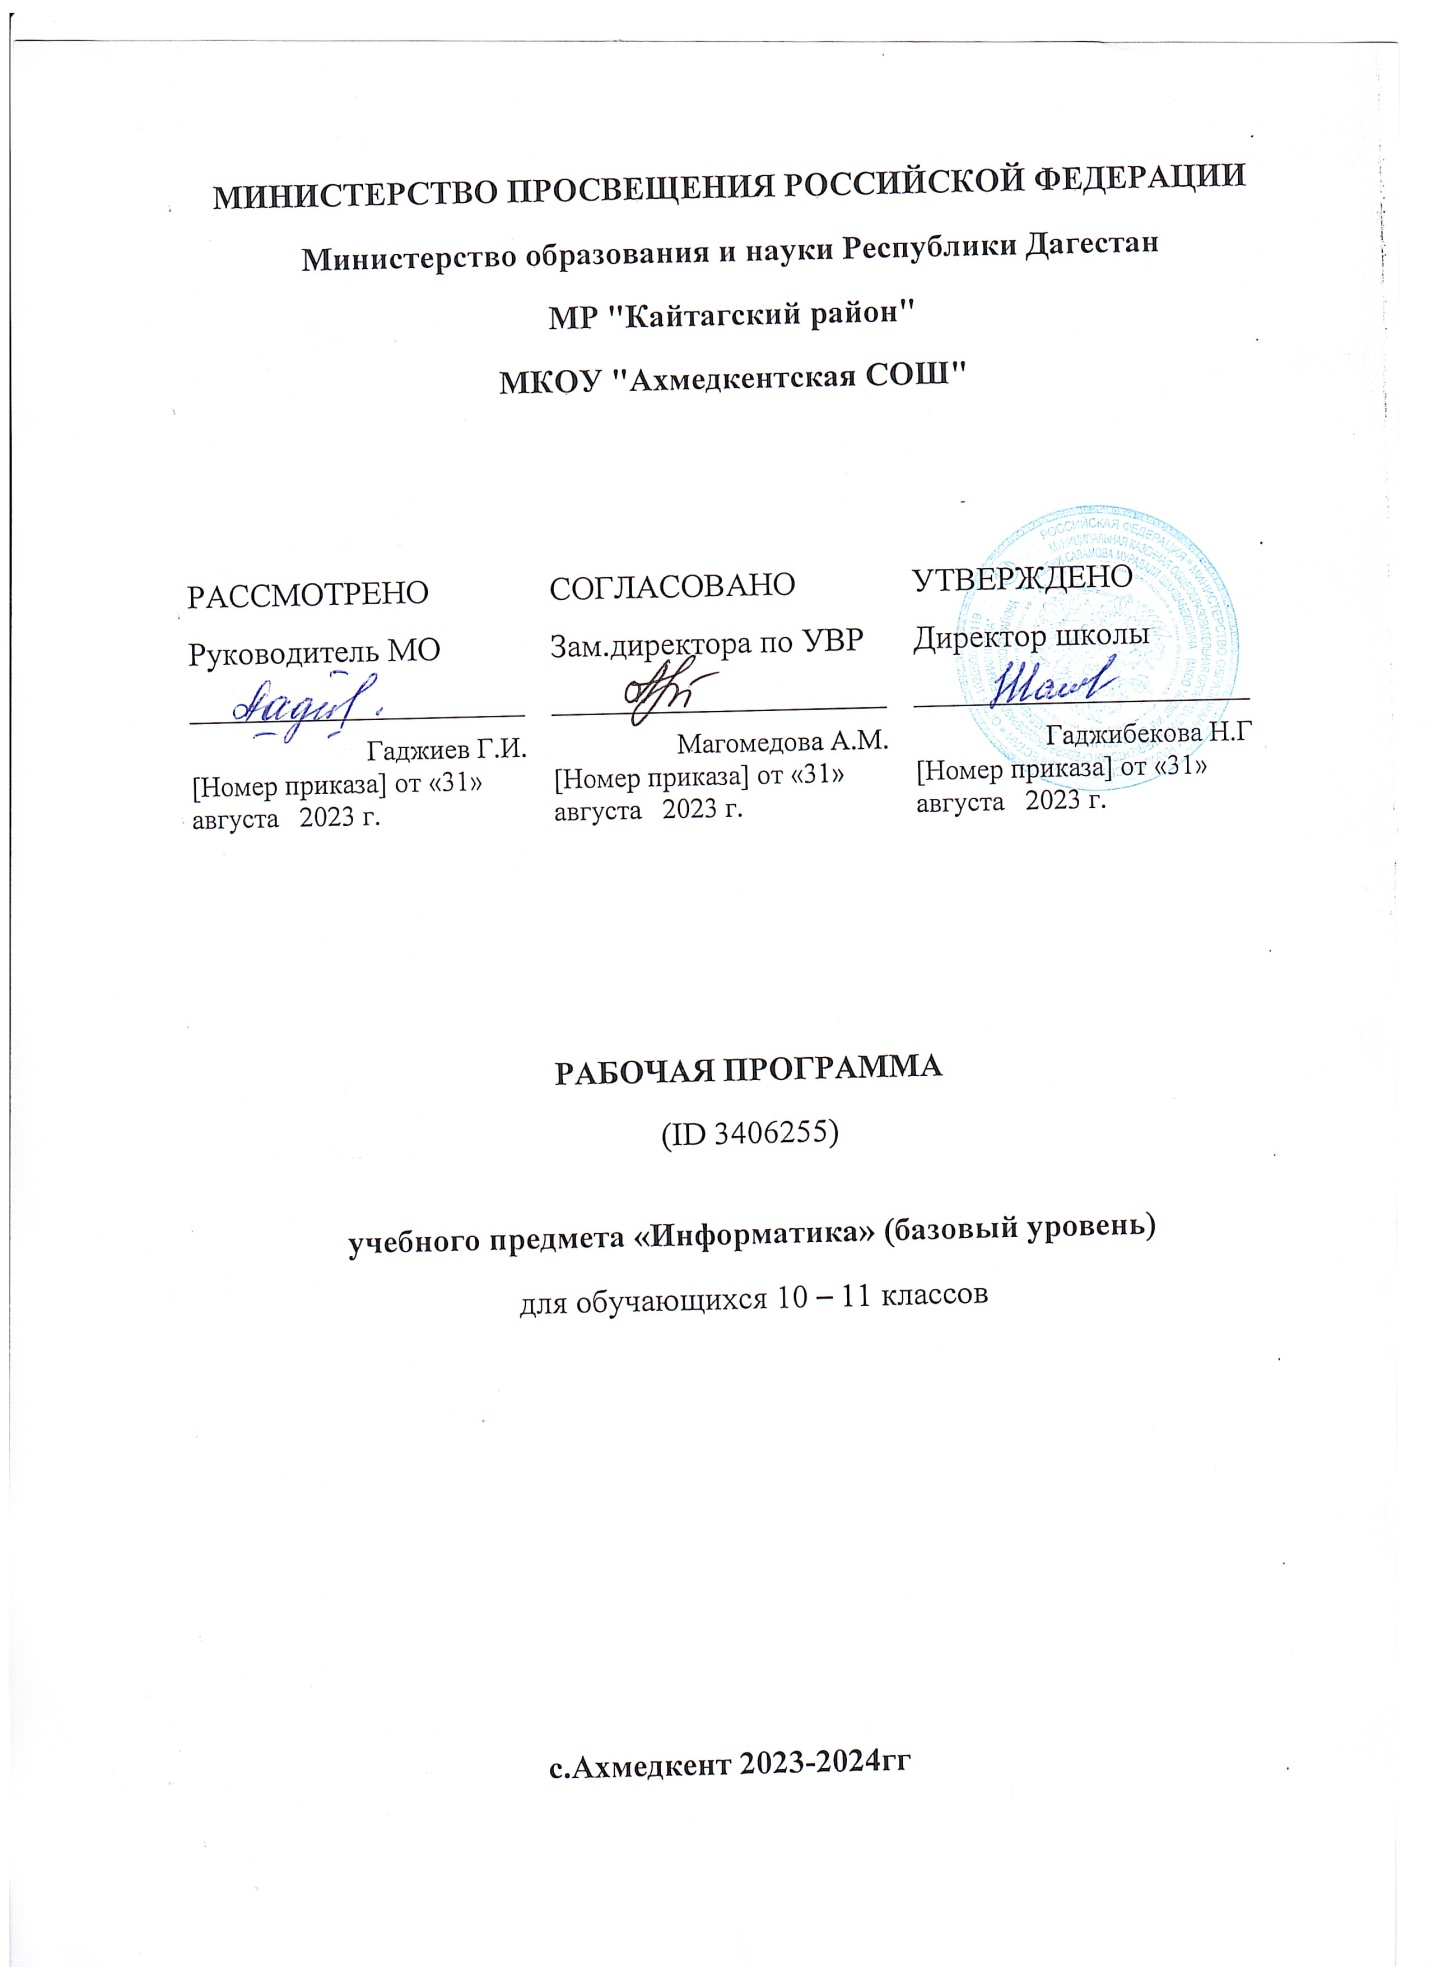 МИНИСТЕРСТВО ПРОСВЕЩЕНИЯ РОССИЙСКОЙ ФЕДЕРАЦИИ
Министерство образования и науки Республики Дагестан
МР "Кайтагский район"
МКОУ "Ахмедкентская СОШ"
РАССМОТРЕНО
Руководитель МО
Гаджиев Г.И.
[Номер приказа] от «31»
августа 2023 г.
СОГЛАСОВАНО
Зам.директора по УВР
Магомедова А.М.
[Номер приказа] от «31»
августа 2023 г.
УТВЕРЖДЕНО
Директор школы
Гаджибекова Н.Г
[Номер приказа] от «31»
августа 2023 г.
РОССИЙСКАЯ ФЕДЕРАЦИЯ
РАБОЧАЯ ПРОГРАММА
(ID 3406255)
учебного предмета «Информатика» (базовый уровень)
для обучающихся 10 – 11 классов
с.Ахмедкент 2023-2024гг